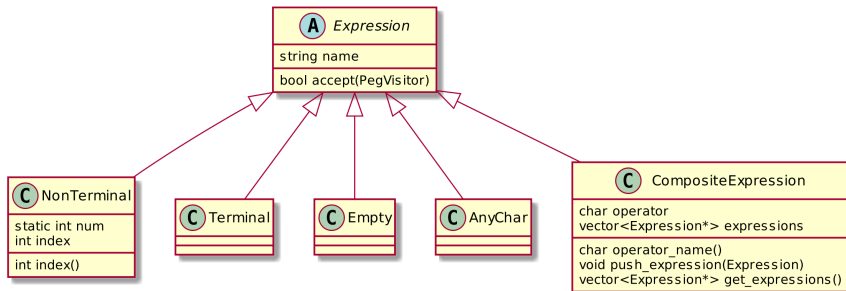 A Expression
string name
bool accept(PegVisitor)
C NonTerminal
static int num
int index
int index()
C Terminal
C Empty
C AnyChar
C CompositeExpression
char operator
vector<Expression*> expressions
char operator_name()
void push_expression(Expression)
vector<Expression*> get_expressions()